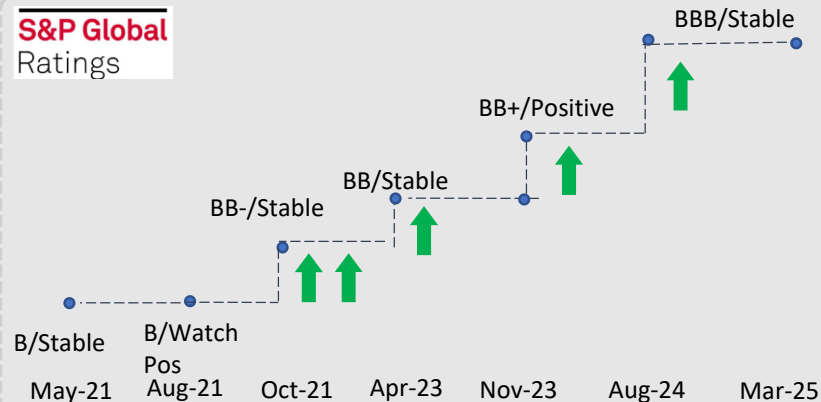 S&P Global
Ratings
BBB/Stable
BB+/Positive
BB/Stable
BB-/Stable
B/Stable
B/Watch
Pos
May-21
Aug-21
Oct-21
Apr-23
Nov-23
Aug-24
Mar-25